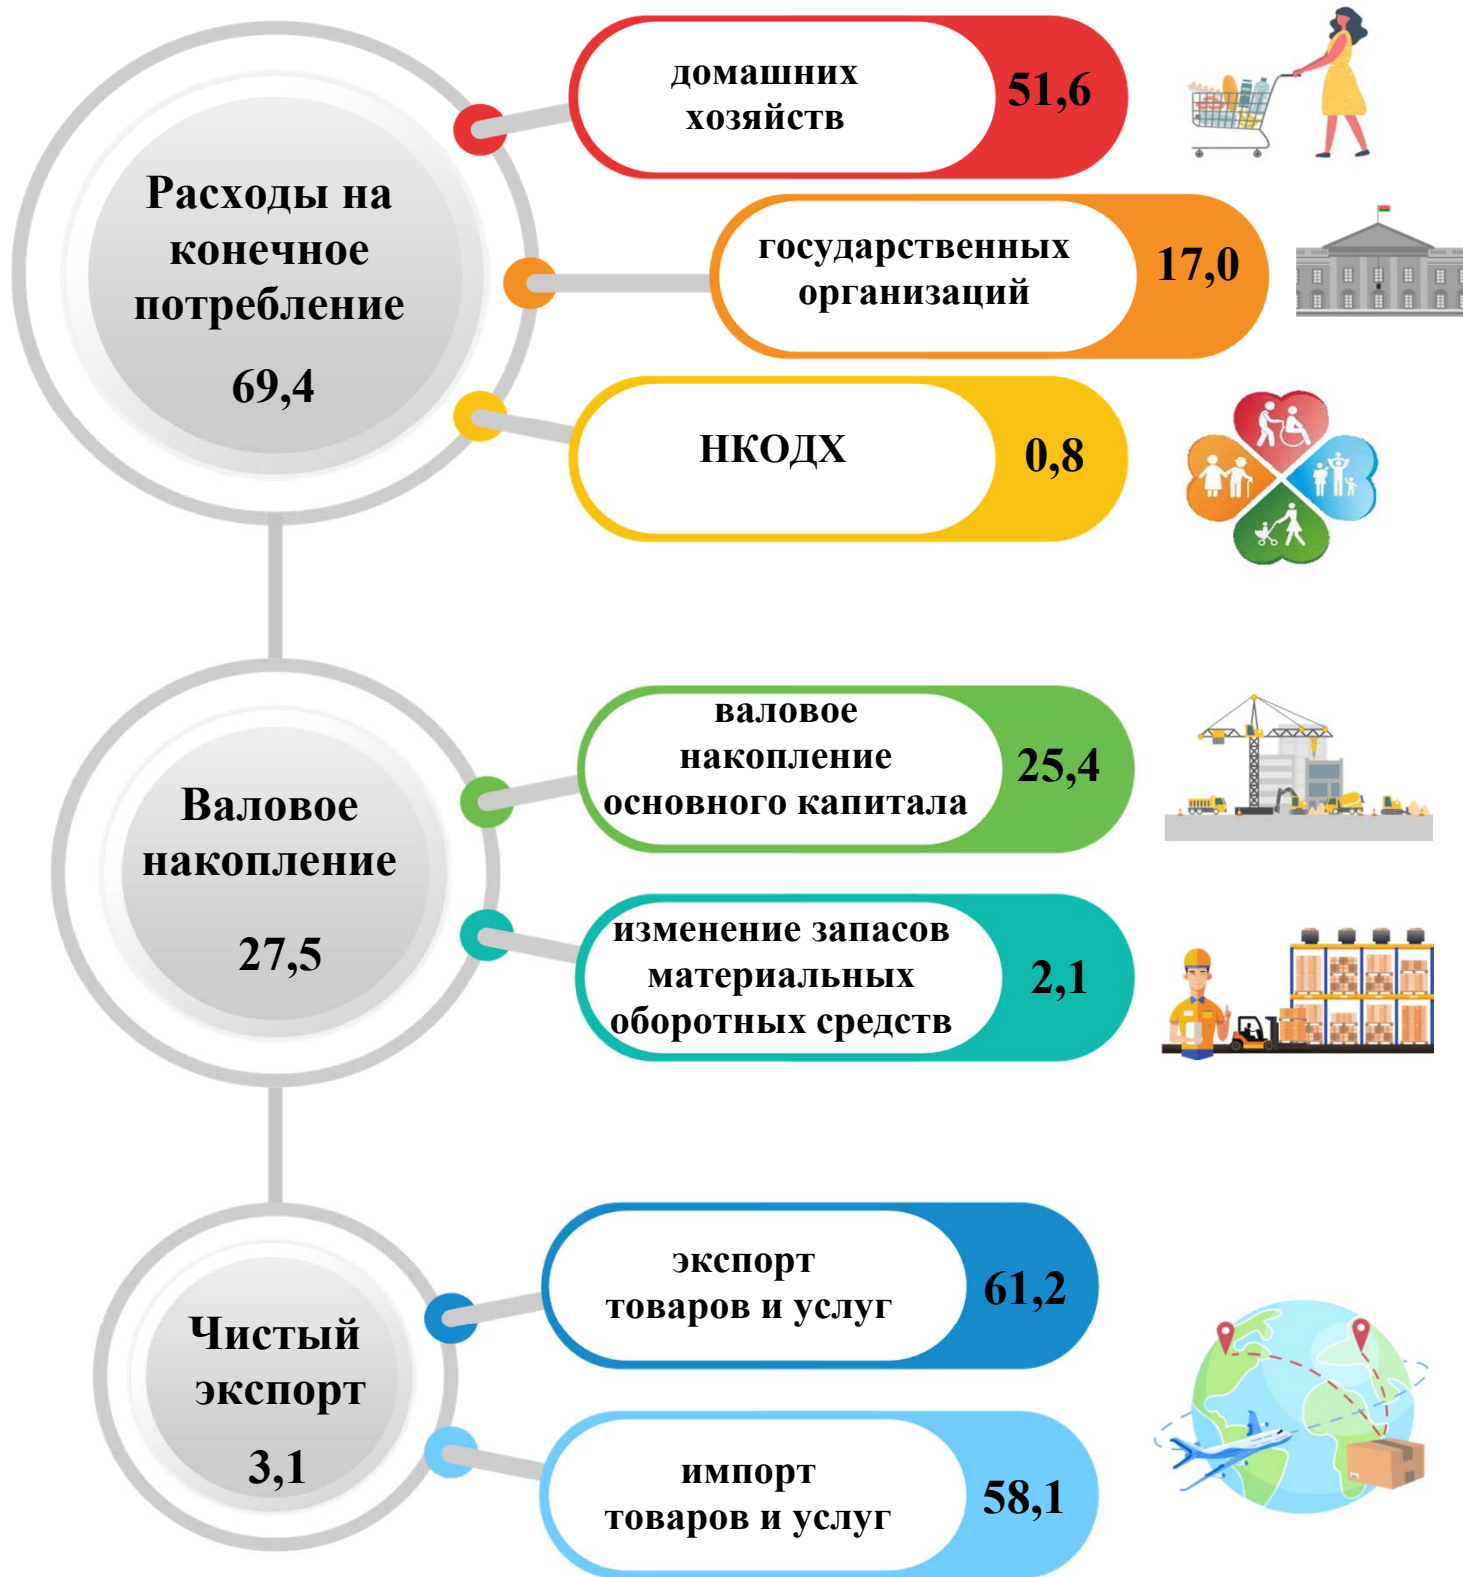 Расходы на
конечное
потребление
69,4
домашних
хозяйств
51,6
государственных
организаций
17,0
НКОДХ
0,8
Валовое
накопление
27,5
валовое
накопление
основного капитала
25,4
изменение запасов
материальных
оборотных средств
2,1
Чистый
экспорт
3,1
экспорт
товаров и услуг
61,2
импорт
товаров и услуг
58,1